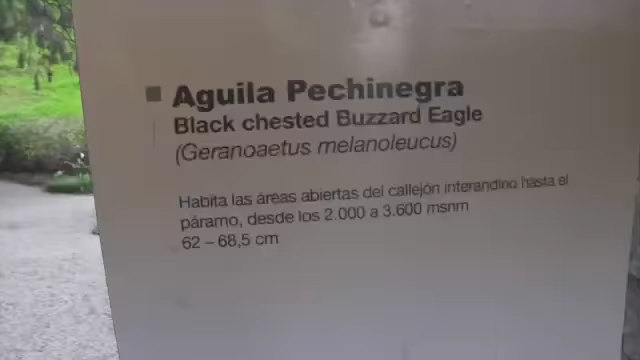 Aguila Pechinegra
Black chested Buzzard Eagle
(Geranoaetus melanoleucus)
Habita las áreas abiertas del callejón interandino hasta el
páramo, desde los 2.000 a 3.600 msnm
62 – 68,5 cm